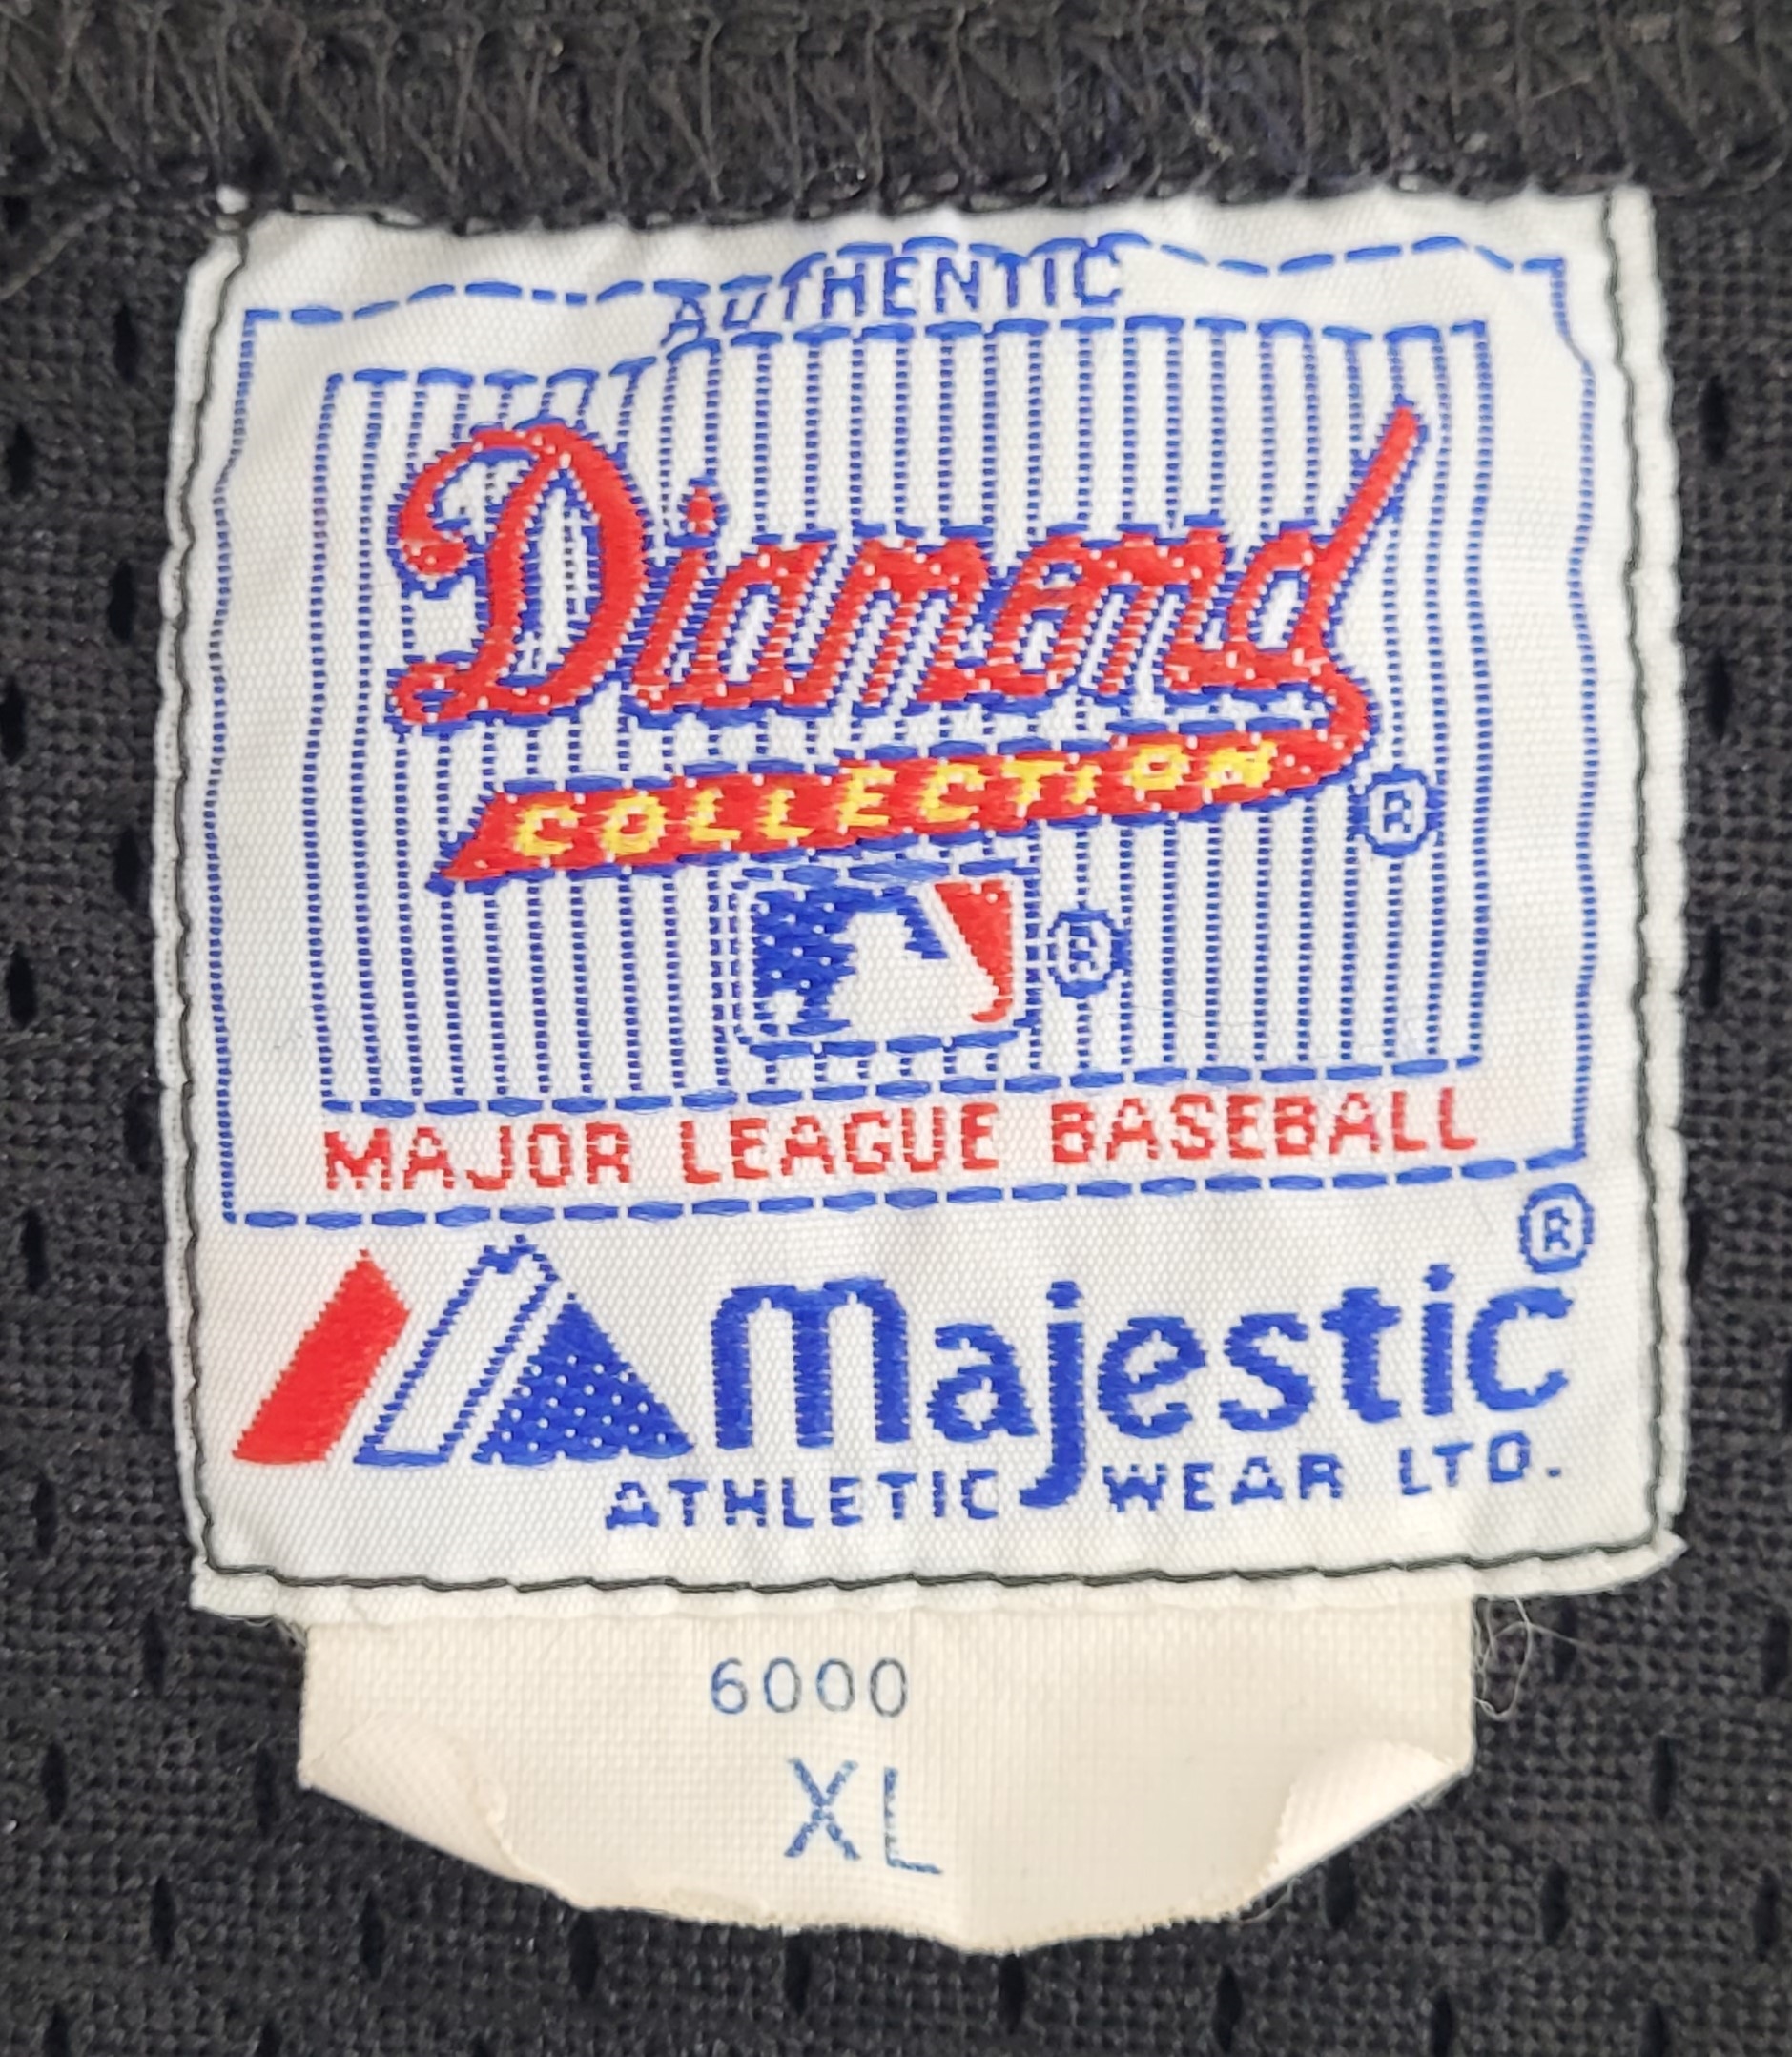 AUTHENTIC
Diamond
COLLECTION
®
®
MAJOR LEAGUE BASEBALL
®
majestic
ATHLETIC WEAR LTD.
6000
XL